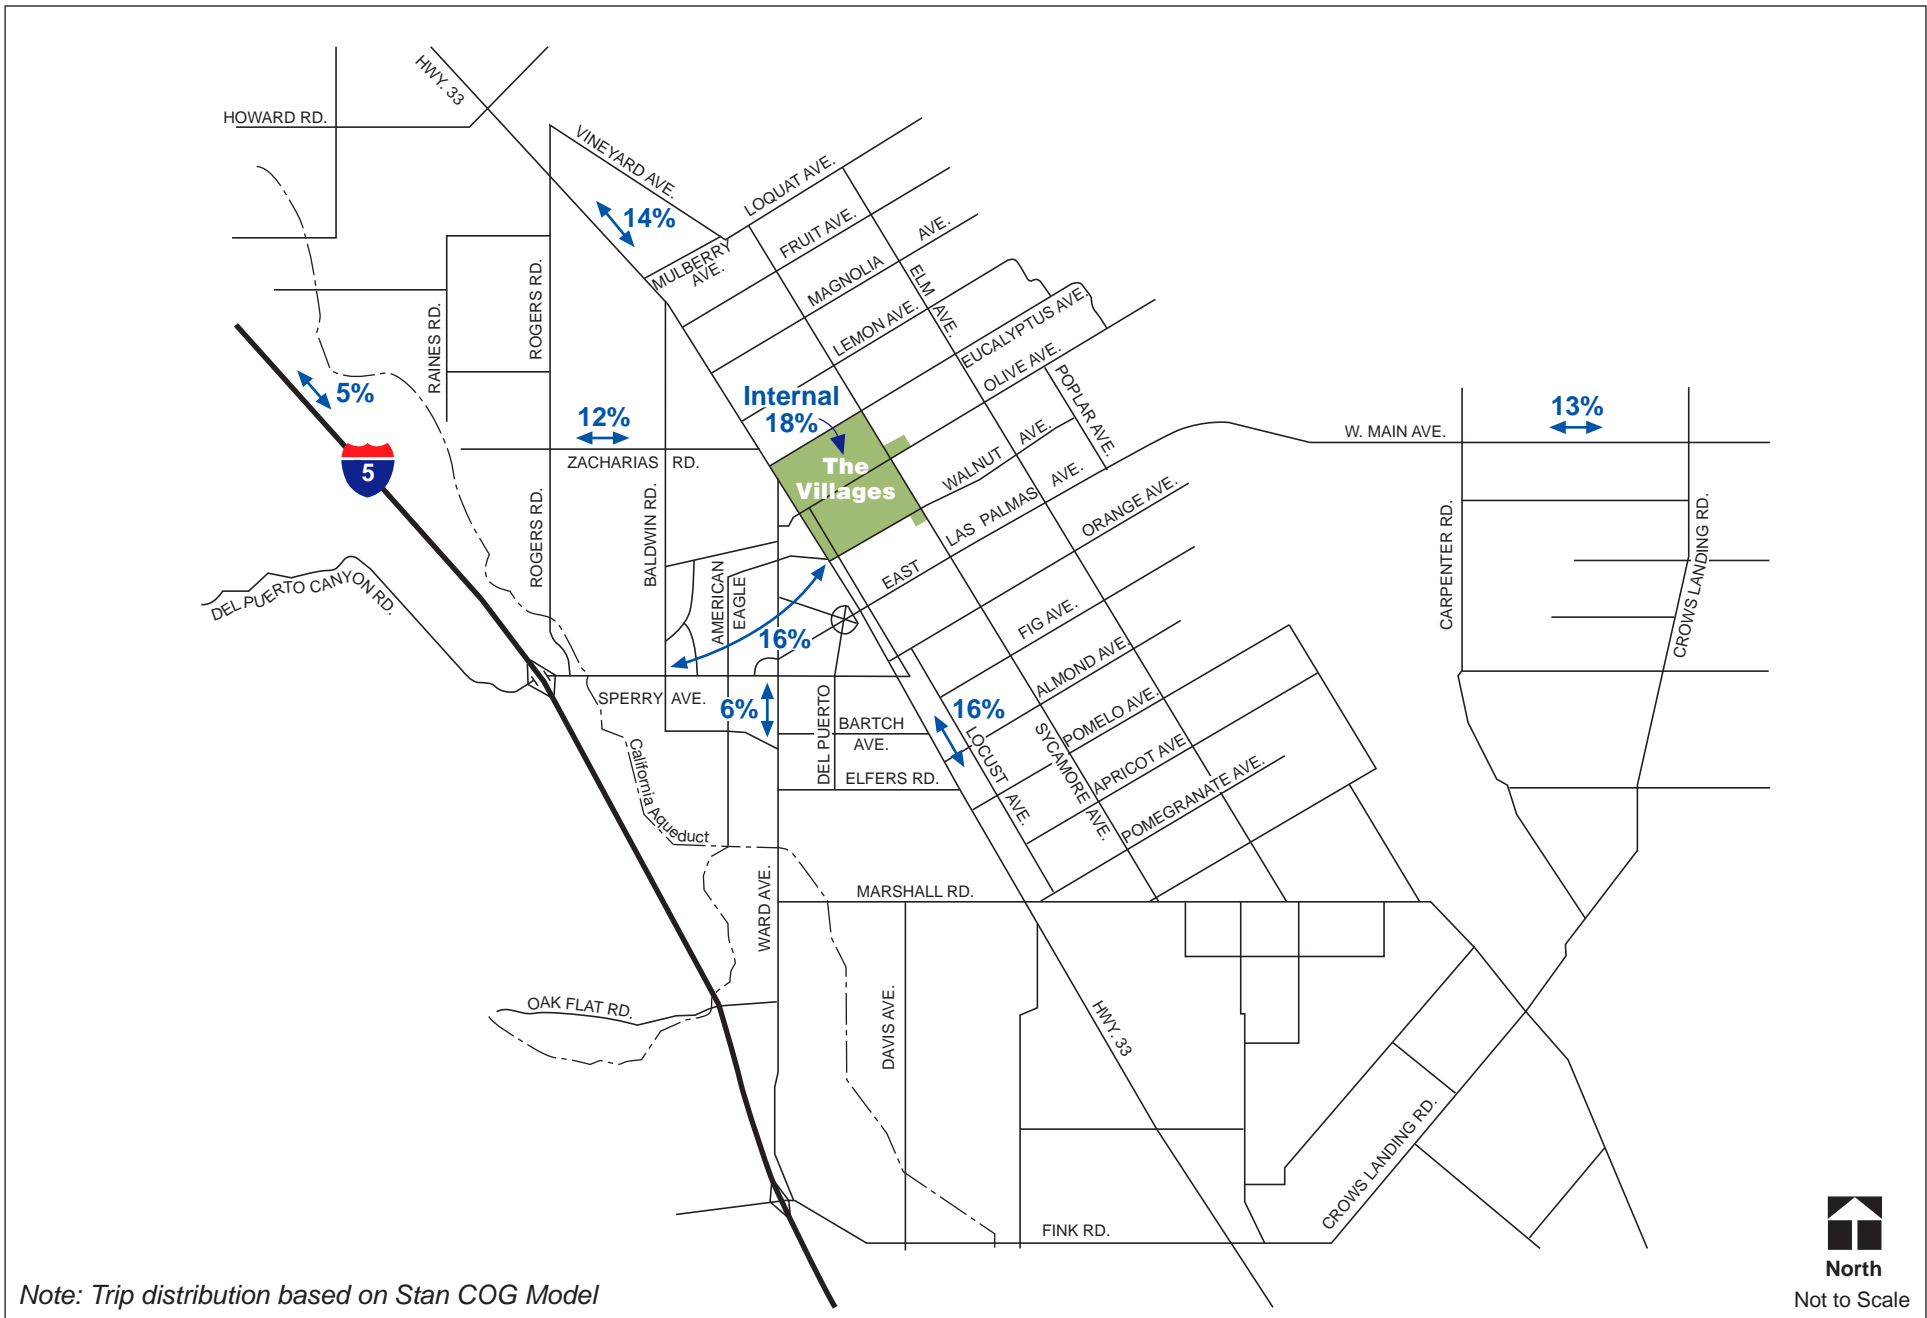 HWY. 33
HOWARD RD.
VINEYARD AVE.
LOQUAT AVE.
14%
FRUIT AVE.
AVE.
MULBERRY
AVE.
MAGNOLIA
ELM AVE.
ROGERS RD.
RAINES RD.
LEMON AVE.
EUCALYPTUS AVE.
OLIVE AVE.
POPLAR AVE.
5%
Internal
18%
12%
13%
W. MAIN AVE.
AVE.
ZACHARIAS RD.
5
The
Villages
WALNUT
AVE.
LAS PALMAS
ORANGE AVE.
ROGERS RD.
BALDWIN RD.
CARPENTER RD.
CROWS LANDING RD.
DEL PUERTO CANYON RD.
AMERICAN
EAGLE
EAST
FIG AVE.
16%
ALMOND AVE.
SPERRY AVE.
6%
DEL PUERTO
BARTCH
AVE.
16%
POMELO AVE.
LOCUST AVE.
SYCAMORE AVE.
APRICOT AVE
ELFERS RD.
POMEGRANATE AVE.
California Aqueduct
MARSHALL RD.
WARD AVE.
OAK FLAT RD.
DAVIS AVE.
HWY. 33
CROWS LANDING RD.
FINK RD.
North
Not to Scale
Note: Trip distribution based on Stan COG Model